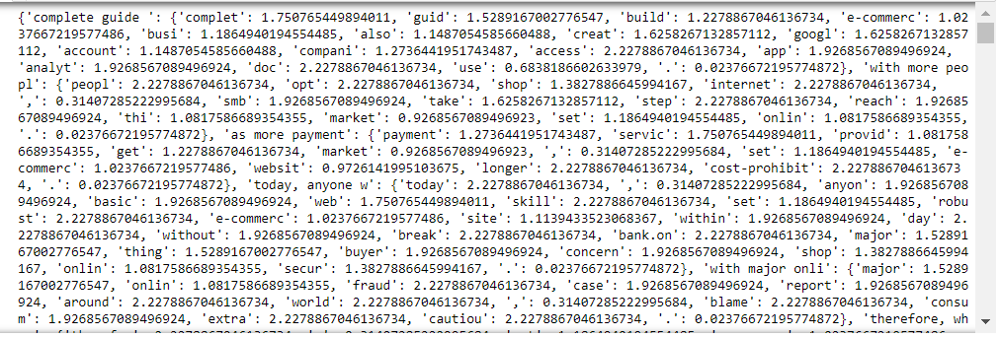 {'complete guide ': {'complet': 1.750765449894011, 'guid': 1.5289167002776547, 'build': 1.2278867046136734, 'e-commerc': 1.02
37667219577486, 'busi': 1.1864940194554485, 'also': 1.1487054585660488, 'creat': 1.6258267132857112, 'googl': 1.6258267132857
112, 'account': 1.1487054585660488, 'compani': 1.2736441951743487, 'access': 2.2278867046136734, 'app': 1.9268567089496924,
'analyt': 1.9268567089496924, 'doc': 2.2278867046136734, 'use': 0.6838186602633979, '.': 0.02376672195774872}, 'with more peo
pl': {'peopl': 2.2278867046136734, 'opt': 2.2278867046136734, 'shop': 1.3827886645994167, 'internet': 2.2278867046136734,
',': 0.31407285222995684, 'smb': 1.9268567089496924, 'take': 1.6258267132857112, 'step': 2.2278867046136734, 'reach': 1.92685
67089496924, 'thi': 1.0817586689354355, 'market': 0.9268567089496923, 'set': 1.1864940194554485, 'onlin': 1.0817586689354355,
'.': 0.02376672195774872}, 'as more payment': {'payment': 1.2736441951743487, 'servic': 1.750765449894011, 'provid': 1.081758
6689354355, 'get': 1.2278867046136734, 'market': 0.9268567089496923, ',': 0.31407285222995684, 'set': 1.1864940194554485, 'e-
commerc': 1.0237667219577486, 'websit': 0.9726141995103675, 'longer': 2.2278867046136734, 'cost-prohibit': 2.227886704613673
4, '.': 0.02376672195774872}, 'today, anyone w': {'today': 2.2278867046136734, ',': 0.31407285222995684, 'anyon': 1.926856708
9496924, 'basic': 1.9268567089496924, 'web': 1.750765449894011, 'skill': 2.2278867046136734, 'set': 1.1864940194554485, 'robu
st': 2.2278867046136734, 'e-commerc': 1.0237667219577486, 'site': 1.1139433523068367, 'within': 1.9268567089496924, 'day': 2.
2278867046136734, 'without': 1.9268567089496924, 'break': 2.2278867046136734, 'bank.on': 2.2278867046136734, 'major': 1.52891
67002776547, 'thing': 1.5289167002776547, 'buyer': 1.9268567089496924, 'concern': 1.9268567089496924, 'shop': 1.3827886645994
167, 'onlin': 1.0817586689354355, 'secur': 1.3827886645994167, '.': 0.02376672195774872}, 'with major onli': {'major': 1.5289
167002776547, 'onlin': 1.0817586689354355, 'fraud': 2.2278867046136734, 'case': 1.9268567089496924, 'report': 1.9268567089496
924, 'around': 2.2278867046136734, 'world': 2.2278867046136734, ',': 0.31407285222995684, 'blame': 2.2278867046136734, 'consu
m': 1.9268567089496924, 'extra': 2.2278867046136734, 'cautiou': 2.2278867046136734, '.': 0.02376672195774872}, 'therefore, wh